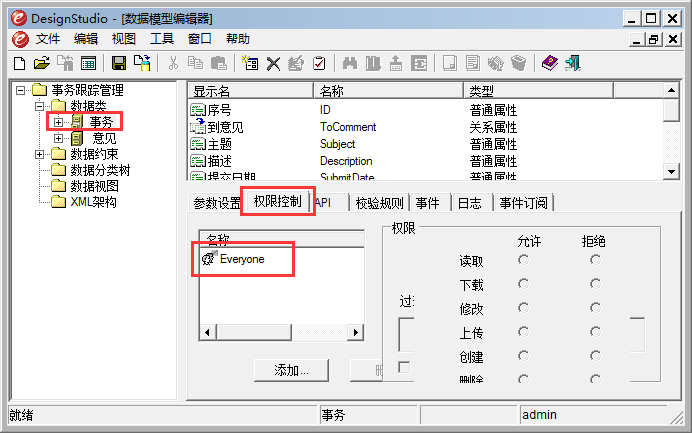 DesignStudio - [数据模型编辑器]
文件 编辑 视图 工具 窗口 帮助
事务跟踪管理
数据类
事务
意见
数据约束
数据分类树
数据视图
XML架构
显示名 名称 类型
序号 ID 普通属性
到意见 ToComment 关系属性
主题 Subject 普通属性
描述 Description 普通属性
提交日期 SubmitDate 普通属性
参数设置 权限控制 API 校验规则 事件 日志 事件订阅
名称
Everyone
添加...
权限
允许 拒绝
读取
下载
修改
上传
创建
删除
就绪 事务 admin